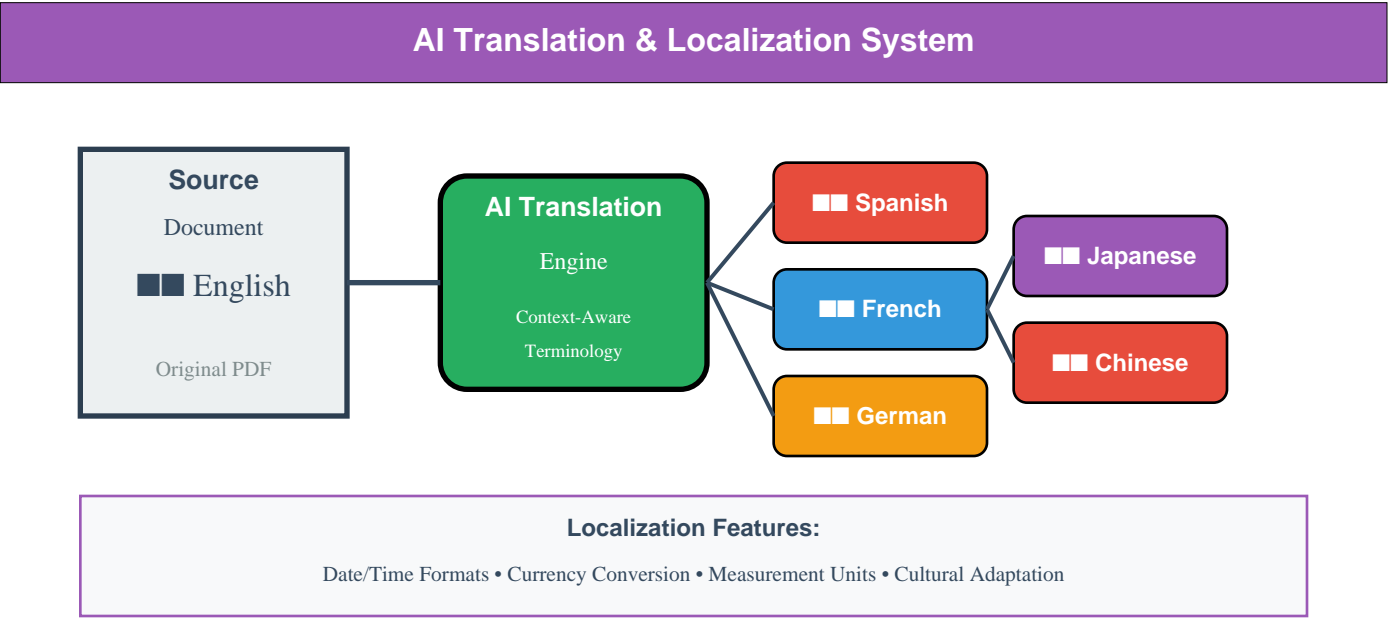 AI Translation & Localization System
Source
Document
■■ English
Original PDF
AI Translation
Engine
Context-Aware
Terminology
■■ Spanish
■■ French
■■ German
■■ Japanese
■■ Chinese
Localization Features:
Date/Time Formats • Currency Conversion • Measurement Units • Cultural Adaptation